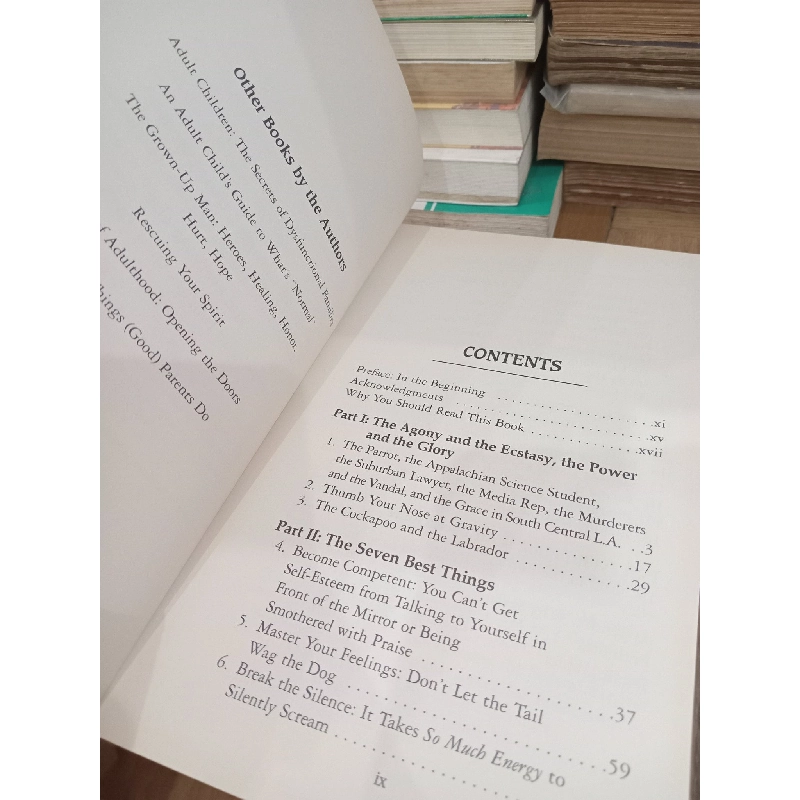 Other Books by the Authors
Adult Children: The Secrets of Dysfunctional Families
An Adult Child's Guide to What's "Normal"
The Grown-Up Man: Heroes, Healing, Honor,
Hurt, Hope
Rescuing Your Spirit
f Adulthood: Opening the Doors
hings (Good) Parents Do
CONTENTS
Preface: In the Beginning . . . . . . . . . . . . . . . . . . . . .xi
Acknowledgments . . . . . . . . . . . . . . . . . . . . . . . . .xv
Why You Should Read This Book . . . . . . . . . . . . . .xvii
Part I: The Agony and the Ecstasy, the Power
and the Glory
1. The Parrot, the Appalachian Science Student,
the Suburban Lawyer, the Media Rep, the Murderers
and the Vandal, and the Grace in South Central L.A. . . .3
2. Thumb Your Nose at Gravity . . . . . . . . . . . . . . .17
3. The Cockapoo and the Labrador . . . . . . . . . . . . .29
Part II: The Seven Best Things
4. Become Competent: You Can't Get
Self-Esteem from Talking to Yourself in
Front of the Mirror or Being
Smothered with Praise . . . . . . . . . . . . . . . . . . .37
5. Master Your Feelings: Don't Let the Tail
Wag the Dog . . . . . . . . . . . . . . . . . . . . . . . . .59
6. Break the Silence: It Takes So Much Energy to
Silently Scream . . . . . . . . . . . . . . . . . . .
ix